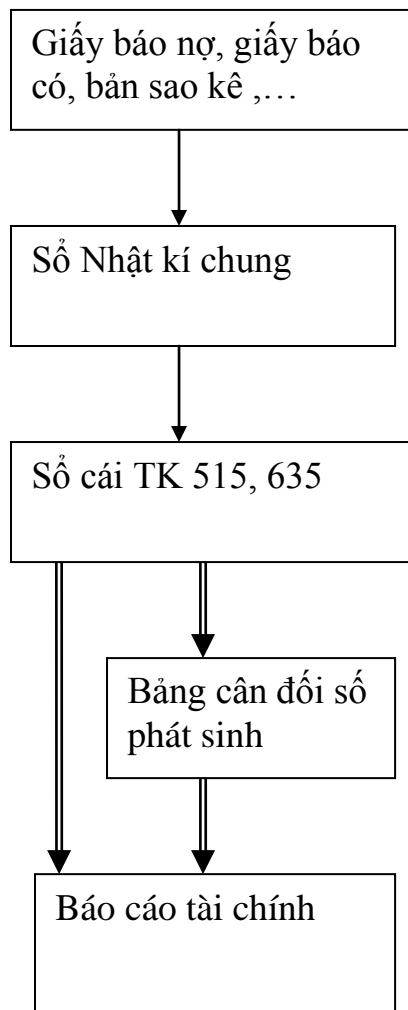 Giấy báo nợ, giấy báo
có, bản sao kê ,…
Sổ Nhật kí chung
Sổ cái TK 515, 635
Bảng cân đối số
phát sinh
Báo cáo tài chính